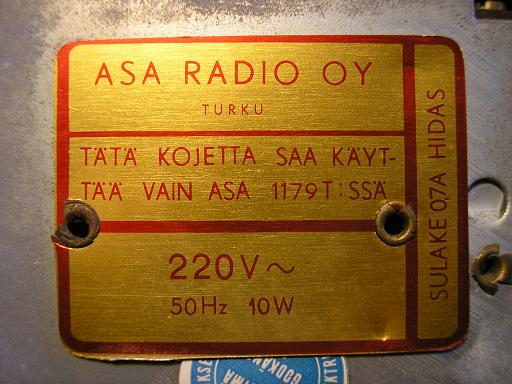 ASA RADIO OY
TURKU
TÄTÄ KOJETTA SAA KÄYT-
TÄÄ VAIN ASA 1179T:SSÄ
220V~
50Hz 10W
SULAKE 0,7A HIDAS